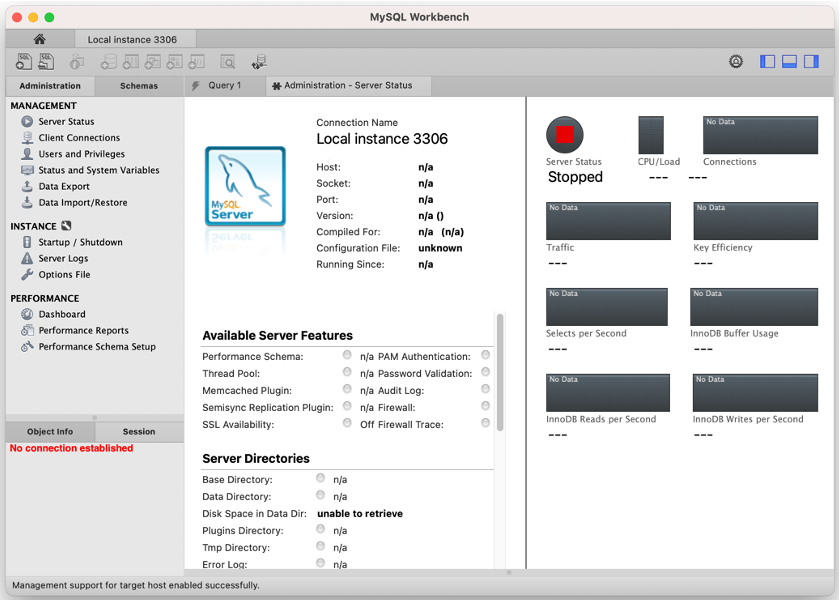 MySQL Workbench
Local instance 3306
Administration
Schemas
Query 1
Administration - Server Status
MANAGEMENT
Server Status
Client Connections
Users and Privileges
Status and System Variables
Data Export
Data Import/Restore
INSTANCE
Startup / Shutdown
Server Logs
Options File
PERFORMANCE
Dashboard
Performance Reports
Performance Schema Setup
Object Info
Session
No connection established
MySQL
Server
Connection Name
Local instance 3306
Host: n/a
Socket: n/a
Port: n/a
Version: n/a ()
Compiled For: n/a (n/a)
Configuration File: unknown
Running Since: n/a
Available Server Features
Performance Schema: n/a PAM Authentication:
Thread Pool: n/a Password Validation:
Memcached Plugin: n/a Audit Log:
Semisync Replication Plugin: n/a Firewall:
SSL Availability: Off Firewall Trace:
Server Directories
Base Directory: n/a
Data Directory: n/a
Disk Space in Data Dir: unable to retrieve
Plugins Directory: n/a
Tmp Directory: n/a
Error Log: n/a
Server Status
Stopped
CPU/Load
---
No Data
Connections
---
No Data
Traffic
---
No Data
Key Efficiency
---
No Data
Selects per Second
---
No Data
InnoDB Buffer Usage
---
No Data
InnoDB Reads per Second
---
No Data
InnoDB Writes per Second
---
Management support for target host enabled successfully.